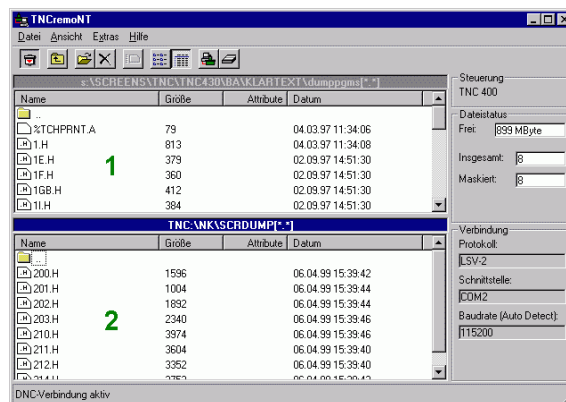 TNCremoNT
Datei Ansicht Extras Hilfe
s:\SCREENS\TNC\TNC430\BA\KLARTEXT\dumppgms[*.*]
Name Größe Attribute Datum
..
%TCHPRNT.A 79 04.03.97 11:34:06
1.H 813 04.03.97 11:34:08
1E.H 379 02.09.97 14:51:30
1F.H 360 02.09.97 14:51:30
1GB.H 412 02.09.97 14:51:30
1I.H 384 02.09.97 14:51:30
1
TNC:\NK\SCRDUMP[*.*]
Name Größe Attribute Datum
..
200.H 1596 06.04.99 15:39:42
201.H 1004 06.04.99 15:39:44
202.H 1892 06.04.99 15:39:44
203.H 2340 06.04.99 15:39:46
210.H 3974 06.04.99 15:39:46
211.H 3604 06.04.99 15:39:40
212.H 3352 06.04.99 15:39:40
2
Steuerung
TNC 400
Dateistatus
Frei: 899 MByte
Insgesamt: 8
Maskiert: 8
Verbindung
Protokoll:
LSV-2
Schnittstelle:
COM2
Baudrate (Auto Detect):
115200
DNC-Verbindung aktiv